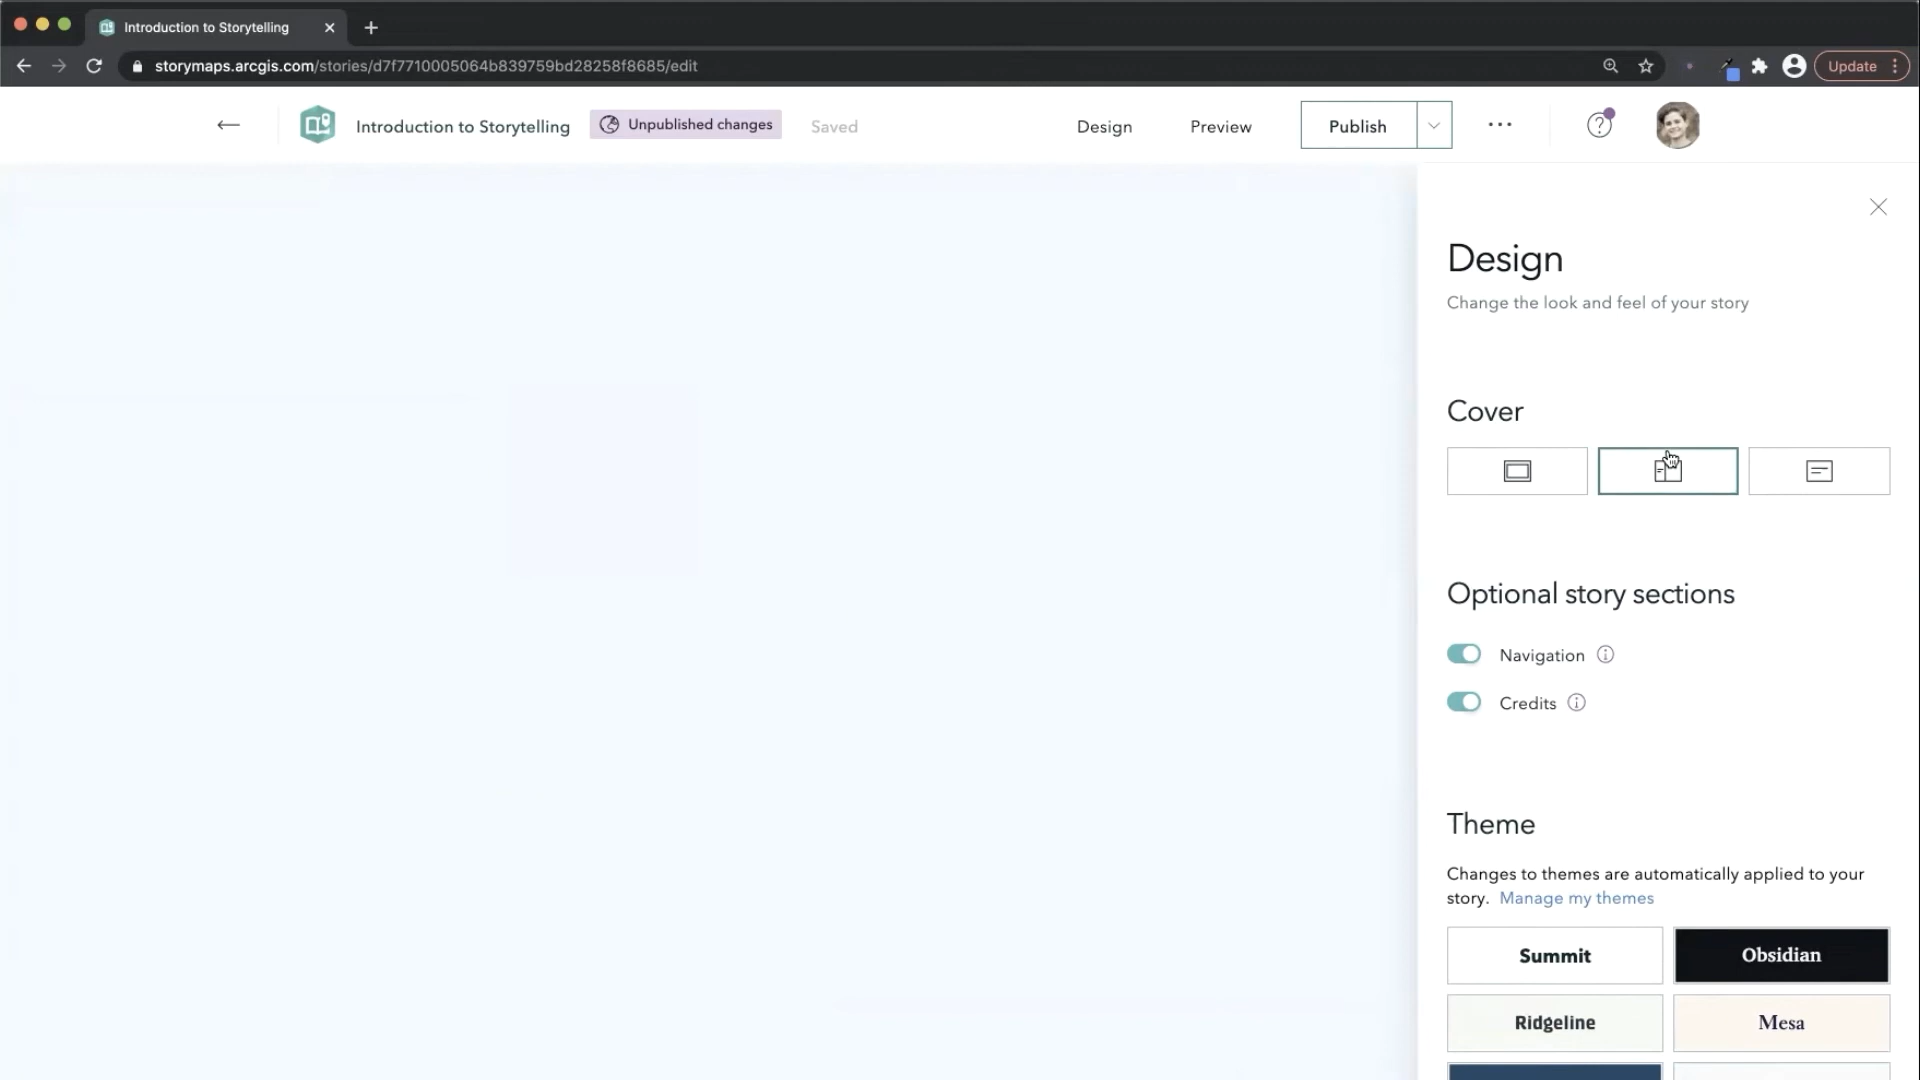 Introduction to Storytelling
storymaps.arcgis.com/stories/d7f7710005064b839759bd28258f8685/edit
Update
Introduction to Storytelling
Unpublished changes
Saved
Design
Preview
Publish
Design
Change the look and feel of your story
Cover
Optional story sections
Navigation
Credits
Theme
Changes to themes are automatically applied to your
story. Manage my themes
Summit
Obsidian
Ridgeline
Mesa